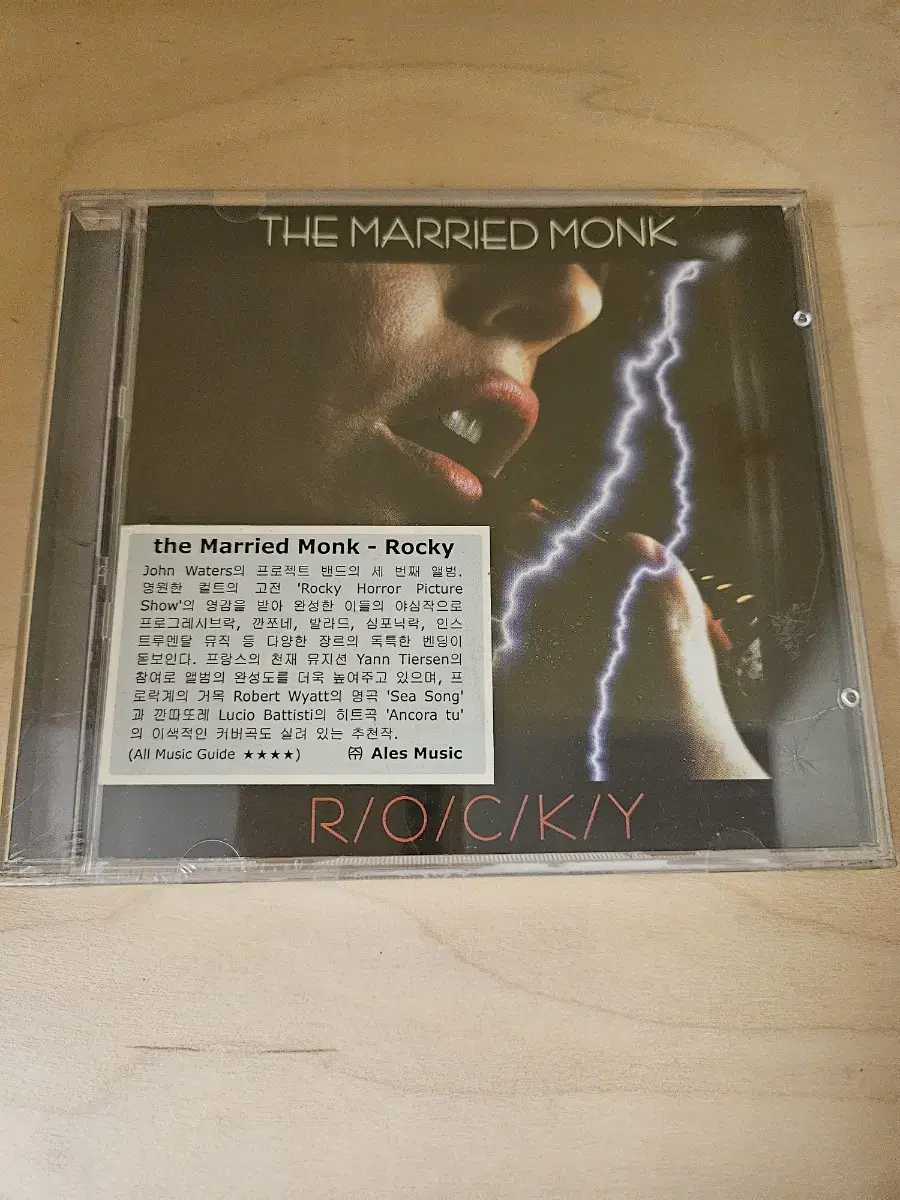 THE MARRIED MONK
the Married Monk - Rocky
John Waters의 프로젝트 밴드의 세 번째 앨범.
영원한 컬트의 고전 'Rocky Horror Picture
Show'의 영감을 받아 완성한 이들의 야심작으로
프로그레시브락, 깐쪼네, 발라드, 심포닉락, 인스
트루멘탈 뮤직 등 다양한 장르의 독특한 벤딩이
돋보인다. 프랑스의 천재 뮤지션 Yann Tiersen의
참여로 앨범의 완성도를 더욱 높여주고 있으며, 프
로락계의 거목 Robert Wyatt의 명곡 'Sea Song'
과 깐따또레 Lucio Battisti의 히트곡 'Ancora tu'
의 이색적인 커버곡도 실려 있는 추천작.
(All Music Guide ★★★★) ㈜ Ales Music
R/O/C/K/Y